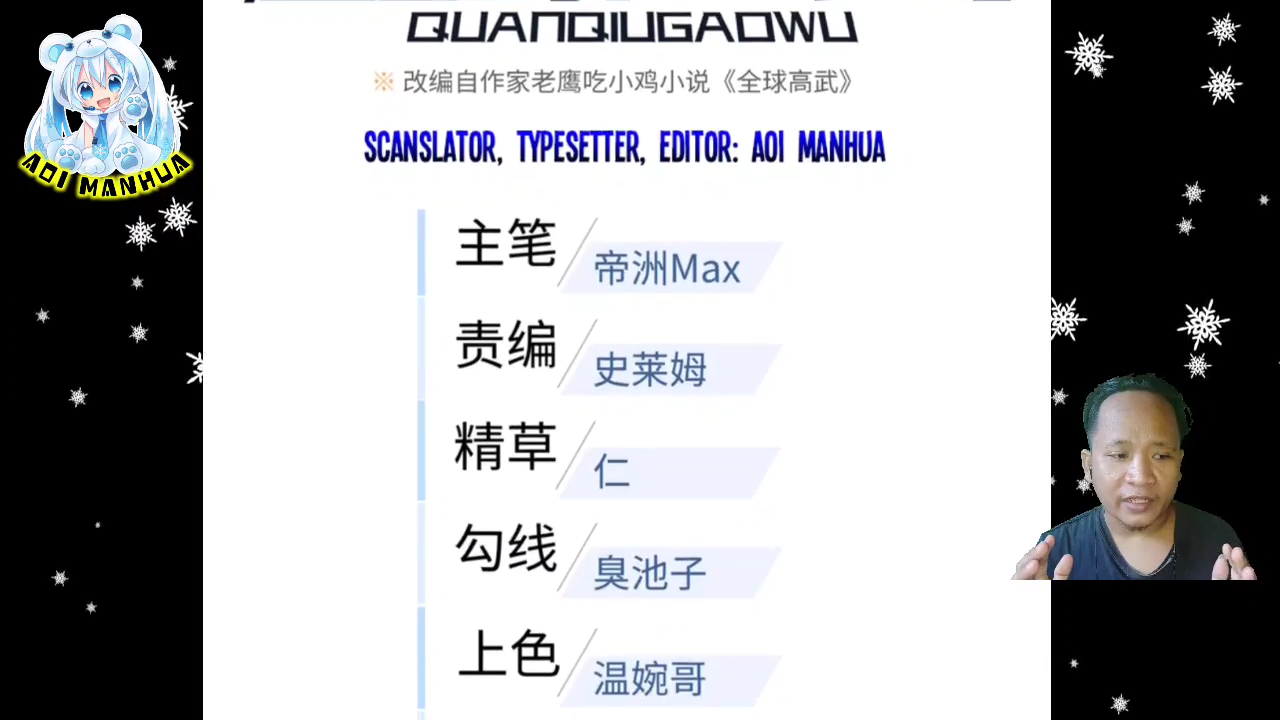 QUANQIUGAOWU
※ 改编自作家老鹰吃小鸡小说《全球高武》
SCANSLATOR, TYPESETTER, EDITOR: AOI MANHUA
AOI MANHUA
主笔 帝洲Max
责编 史莱姆
精草 仁
勾线 臭池子
上色 温婉哥